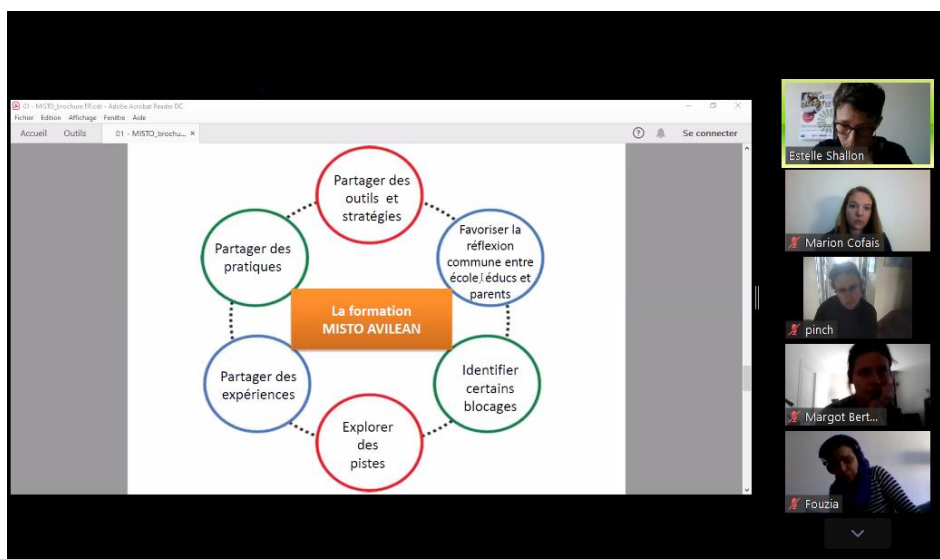 01 - MISTO_brochure FR.cdr - Adobe Acrobat Reader DC
Fichier Edition Affichage Fenêtre Aide
Accueil Outils 01 - MISTO_brochu... × Se connecter
Partager des
outils et
stratégies
Favoriser la
réflexion
commune entre
école/éducs et
parents
Identifier
certains
blocages
Explorer
des
pistes
Partager des
expériences
Partager des
pratiques
La formation
MISTO AVILEAN
Estelle Shallon
Marion Cofais
pinch
Margot Bert...
Fouzia